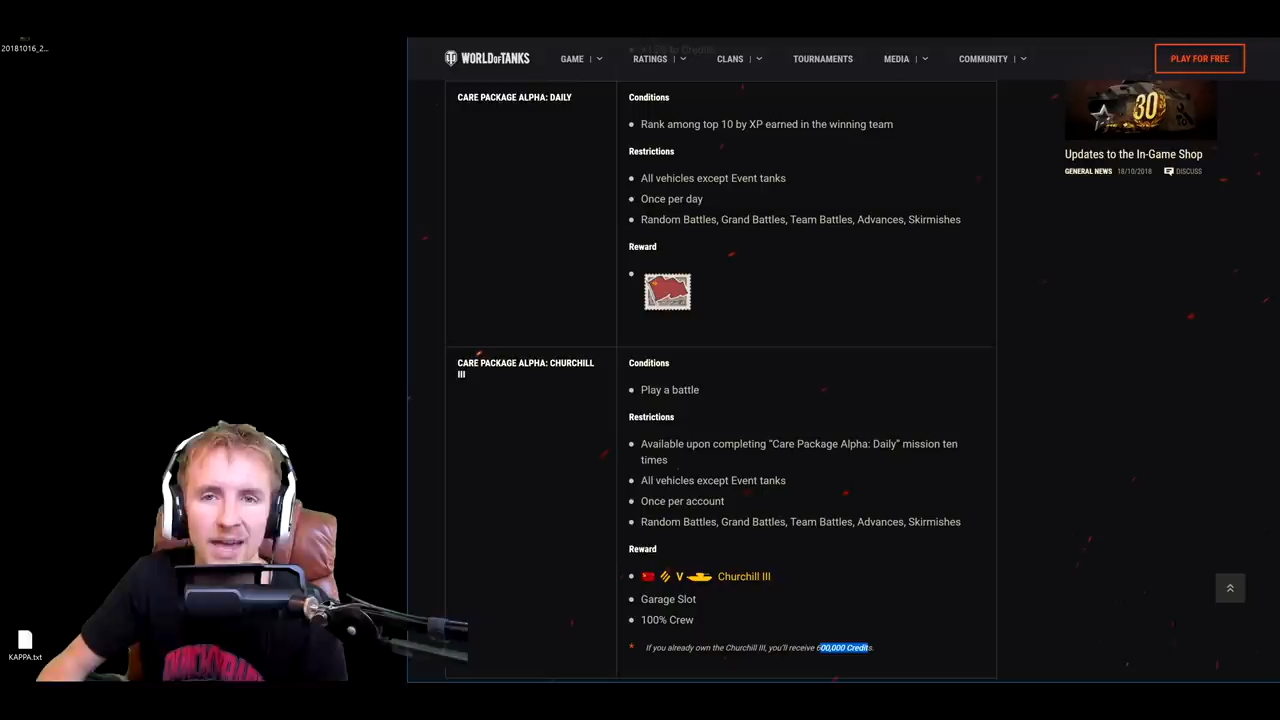 20181016_2...
WORLD OF TANKS
GAME
RATINGS
CLANS
TOURNAMENTS
MEDIA
COMMUNITY
PLAY FOR FREE
CARE PACKAGE ALPHA: DAILY
Conditions
Rank among top 10 by XP earned in the winning team
Restrictions
All vehicles except Event tanks
Once per day
Random Battles, Grand Battles, Team Battles, Advances, Skirmishes
Reward
30
Updates to the In-Game Shop
GENERAL NEWS 18/10/2018 DISCUSS
CARE PACKAGE ALPHA: CHURCHILL
III
Conditions
Play a battle
Restrictions
Available upon completing "Care Package Alpha: Daily" mission ten
times
All vehicles except Event tanks
Once per account
Random Battles, Grand Battles, Team Battles, Advances, Skirmishes
Reward
V Churchill III
Garage Slot
100% Crew
* If you already own the Churchill III, you'll receive 600,000 Credits.
KAPPA.txt